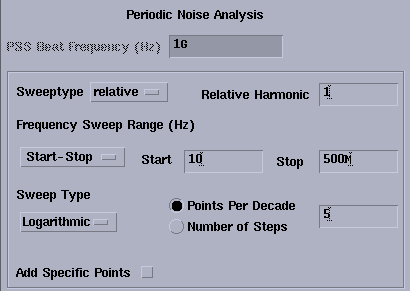 Periodic Noise Analysis
PSS Beat Frequency (Hz) 1G
Sweeptype relative Relative Harmonic 1
Frequency Sweep Range (Hz)
Start-Stop Start 10 Stop 500M
Sweep Type
Logarithmic Points Per Decade 5
Number of Steps
Add Specific Points